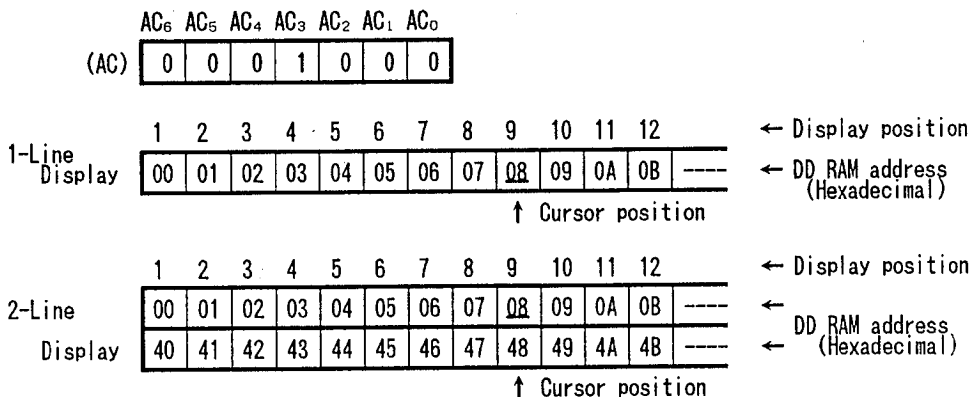 AC₆ AC₅ AC₄ AC₃ AC₂ AC₁ AC₀
(AC) 0 0 0 1 0 0 0
1 2 3 4 5 6 7 8 9 10 11 12 ← Display position
1-Line
Display 00 01 02 03 04 05 06 07 08 09 0A 0B ---- ← DD RAM address
(Hexadecimal)
↑ Cursor position
1 2 3 4 5 6 7 8 9 10 11 12 ← Display position
2-Line 00 01 02 03 04 05 06 07 08 09 0A 0B ---- ←
DD RAM address
Display 40 41 42 43 44 45 46 47 48 49 4A 4B ---- ← (Hexadecimal)
↑ Cursor position